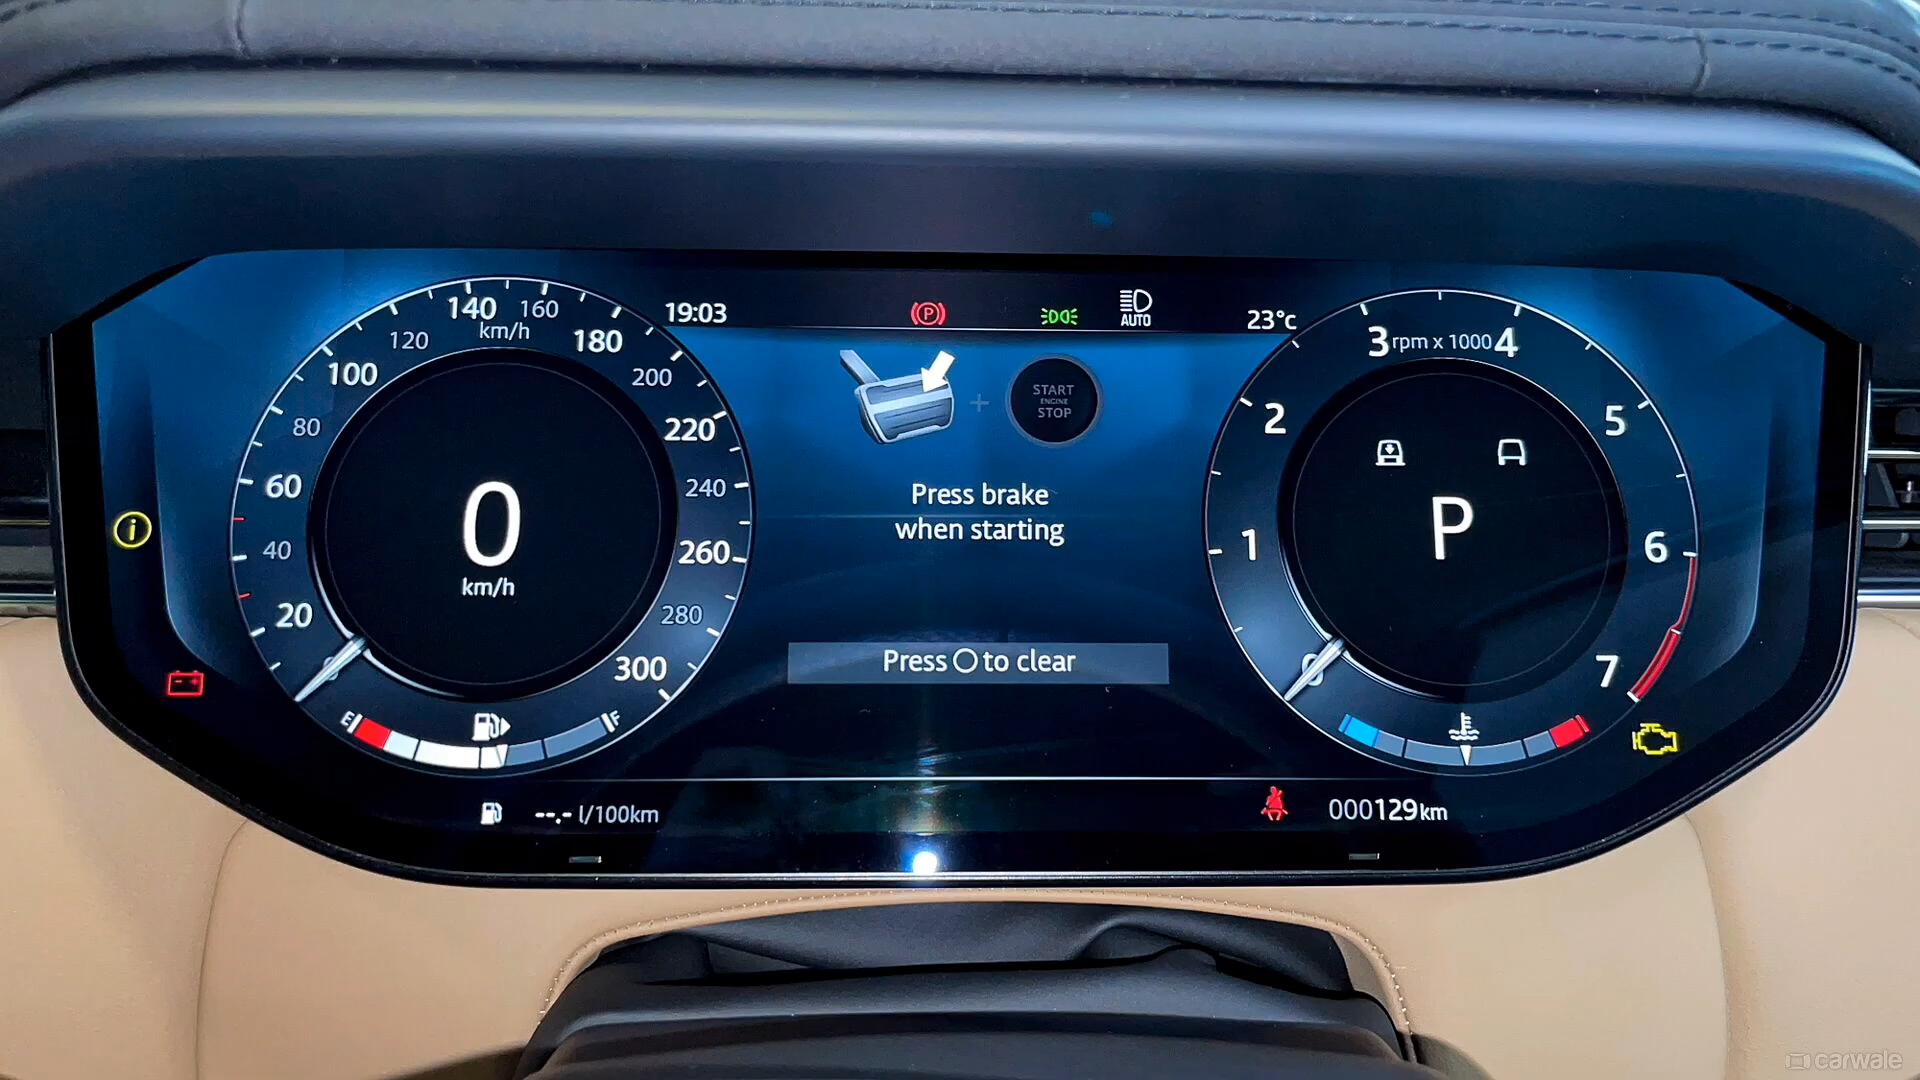 19:03
AUTO
23°c
140
160
km/h
120
180
100
200
80
220
60
240
40
260
20
280
300
0
km/h
E
F
START
ENGINE
STOP
Press brake
when starting
Press to clear
3 rpm x 1000 4
2
5
1
6
0
7
P
--.- l/100km
000129km
carwale